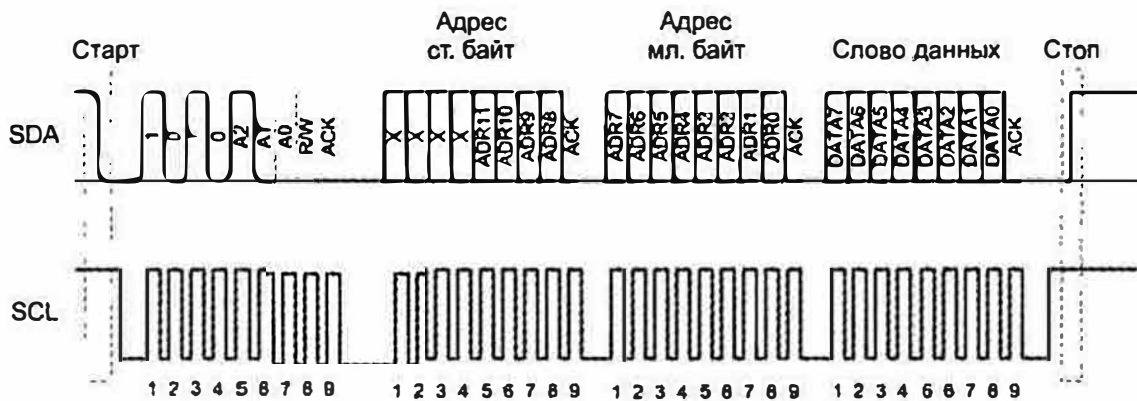 Старт
Адрес
ст. байт
Адрес
мл. байт
Слово данных
Стоп
SDA
1 0 1 0 A2 A1 A0 R/W ACK
X X X X ADR11 ADR10 ADR9 ADR8 ACK
ADR7 ADR6 ADR5 ADR4 ADR3 ADR2 ADR1 ADR0 ACK
DATA7 DATA6 DATA5 DATA4 DATA3 DATA2 DATA1 DATA0 ACK
SCL
1 2 3 4 5 6 7 8 9
1 2 3 4 5 6 7 8 9
1 2 3 4 5 6 7 8 9
1 2 3 4 5 6 7 8 9